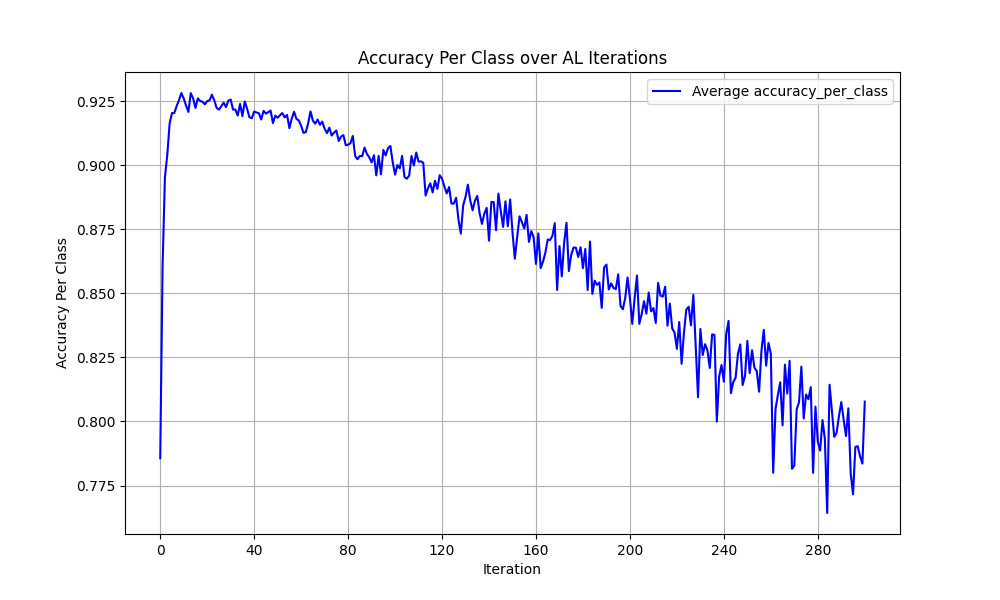 Accuracy Per Class over AL Iterations
Average accuracy_per_class
Accuracy Per Class
0.925
0.900
0.875
0.850
0.825
0.800
0.775
0 40 80 120 160 200 240 280
Iteration